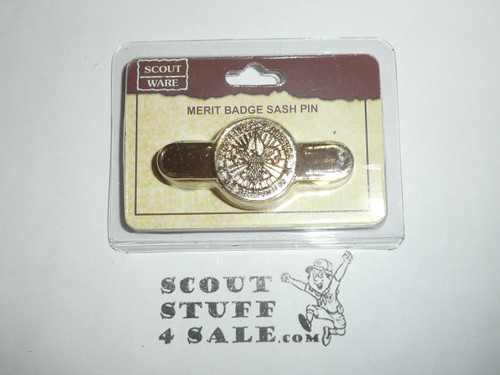 SCOUT
WARE
MERIT BADGE SASH PIN
SCOUT
STUFF
4 SALE.COM